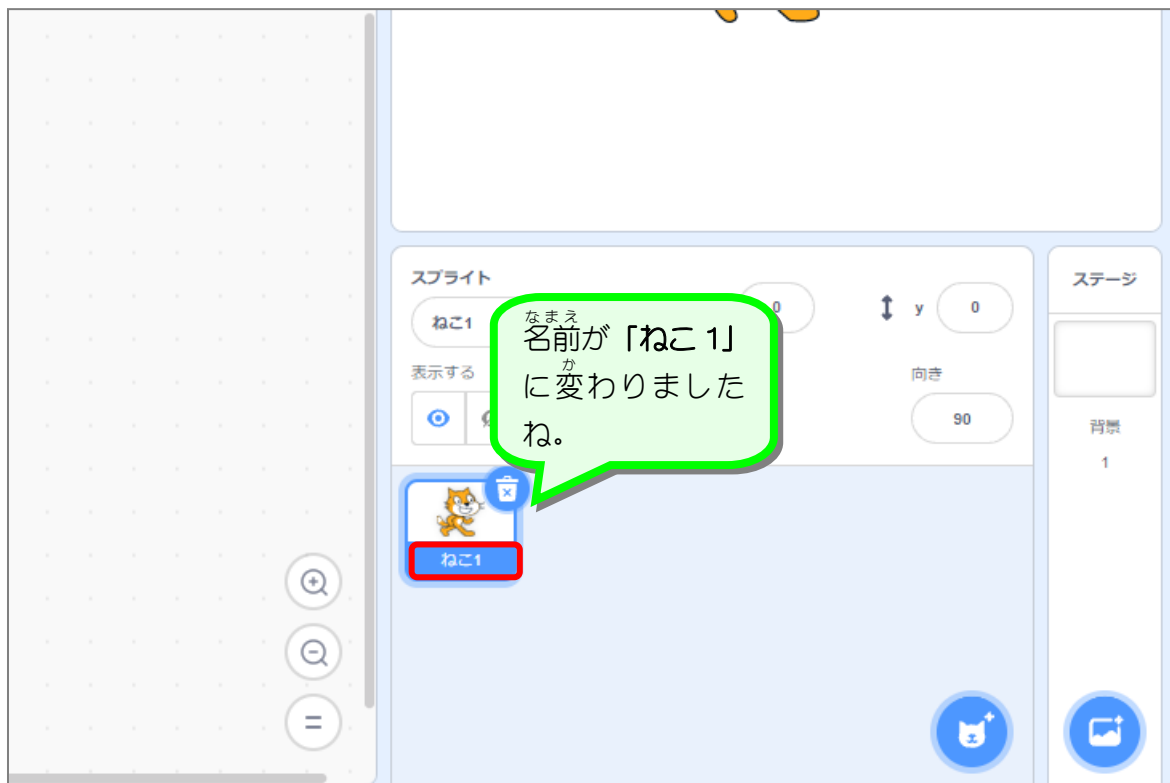 スプライト
ステージ
ねこ1
0
y
0
なまえ
名前が「ねこ1」
か
に変わりました
ね。
表示する
向き
90
背景
1
ねこ1